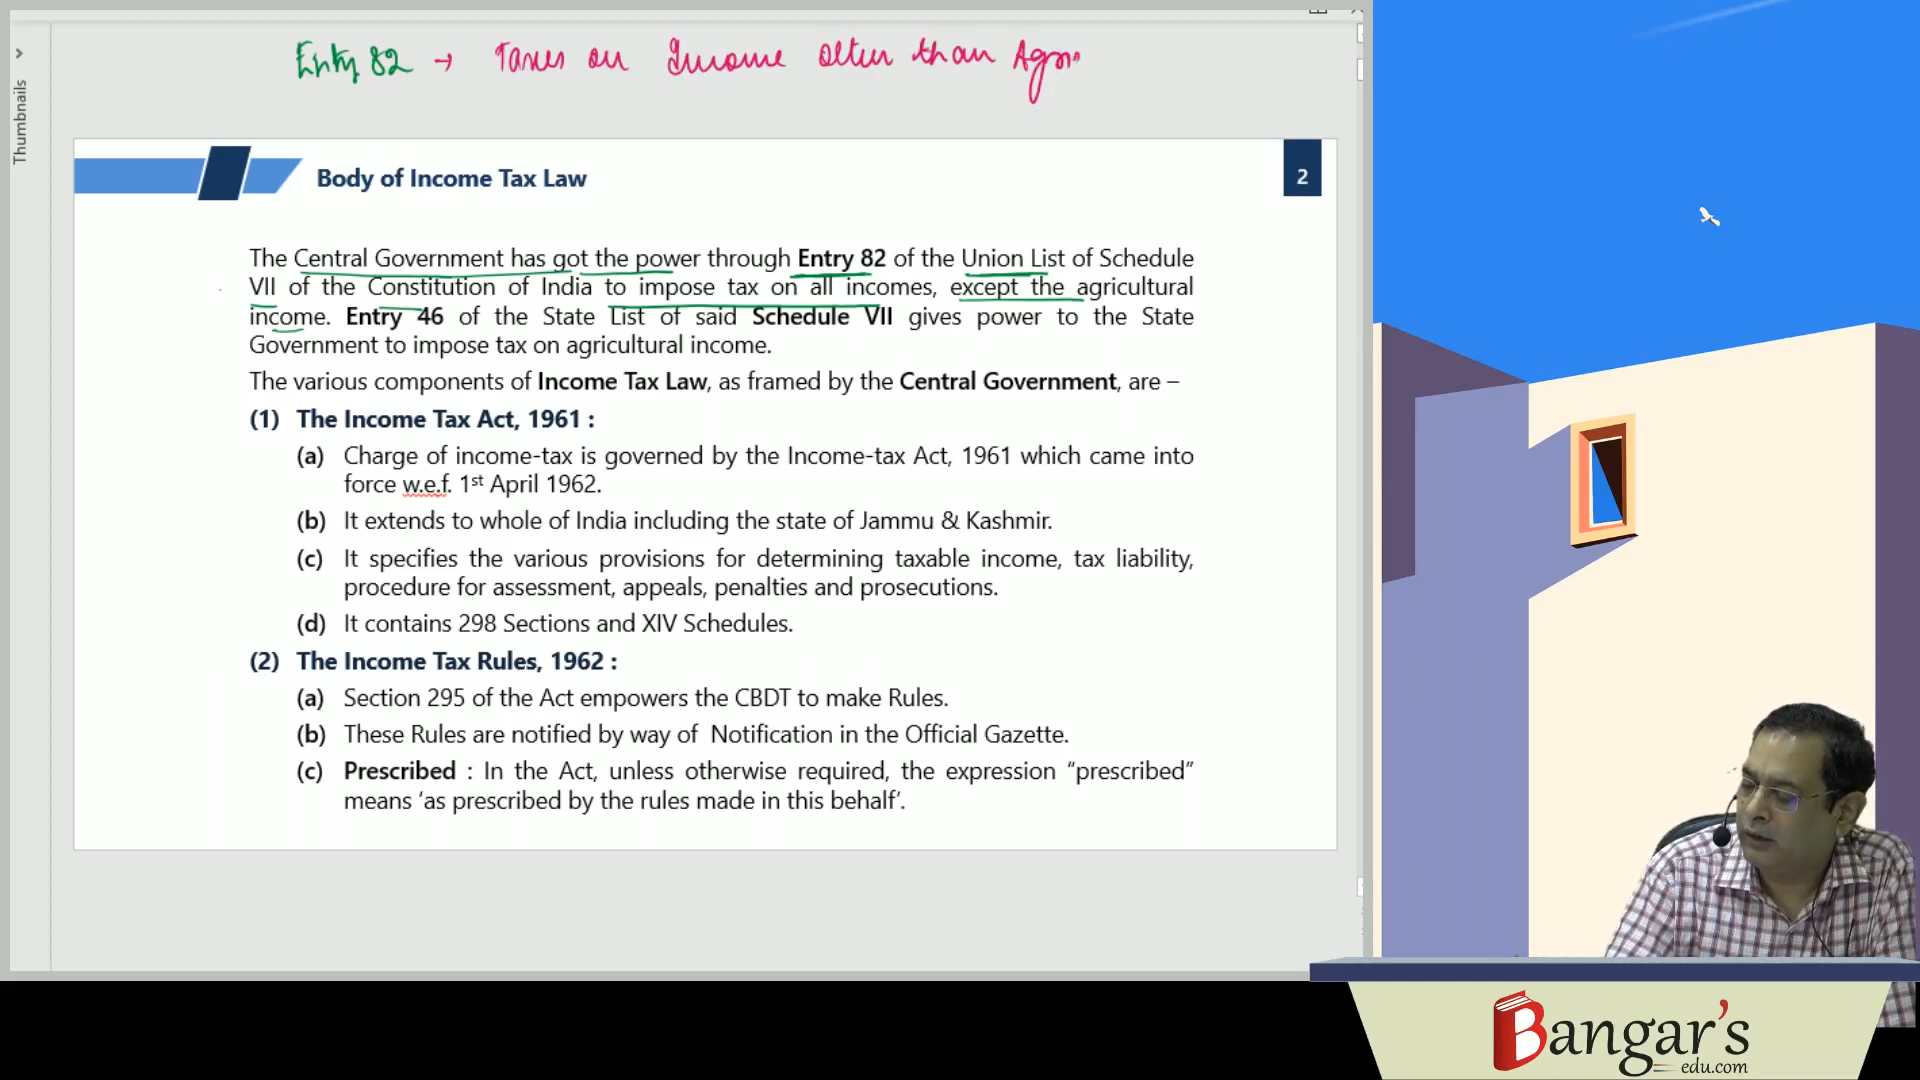 Entry 82 → Taxes on Income other than Agri
Thumbnails
Body of Income Tax Law
2
The Central Government has got the power through Entry 82 of the Union List of Schedule
VII of the Constitution of India to impose tax on all incomes, except the agricultural
income. Entry 46 of the State List of said Schedule VII gives power to the State
Government to impose tax on agricultural income.
The various components of Income Tax Law, as framed by the Central Government, are –
(1) The Income Tax Act, 1961 :
(a) Charge of income-tax is governed by the Income-tax Act, 1961 which came into
force w.e.f. 1st April 1962.
(b) It extends to whole of India including the state of Jammu & Kashmir.
(c) It specifies the various provisions for determining taxable income, tax liability,
procedure for assessment, appeals, penalties and prosecutions.
(d) It contains 298 Sections and XIV Schedules.
(2) The Income Tax Rules, 1962 :
(a) Section 295 of the Act empowers the CBDT to make Rules.
(b) These Rules are notified by way of Notification in the Official Gazette.
(c) Prescribed : In the Act, unless otherwise required, the expression “prescribed”
means ‘as prescribed by the rules made in this behalf’.
Bangar's
edu.com